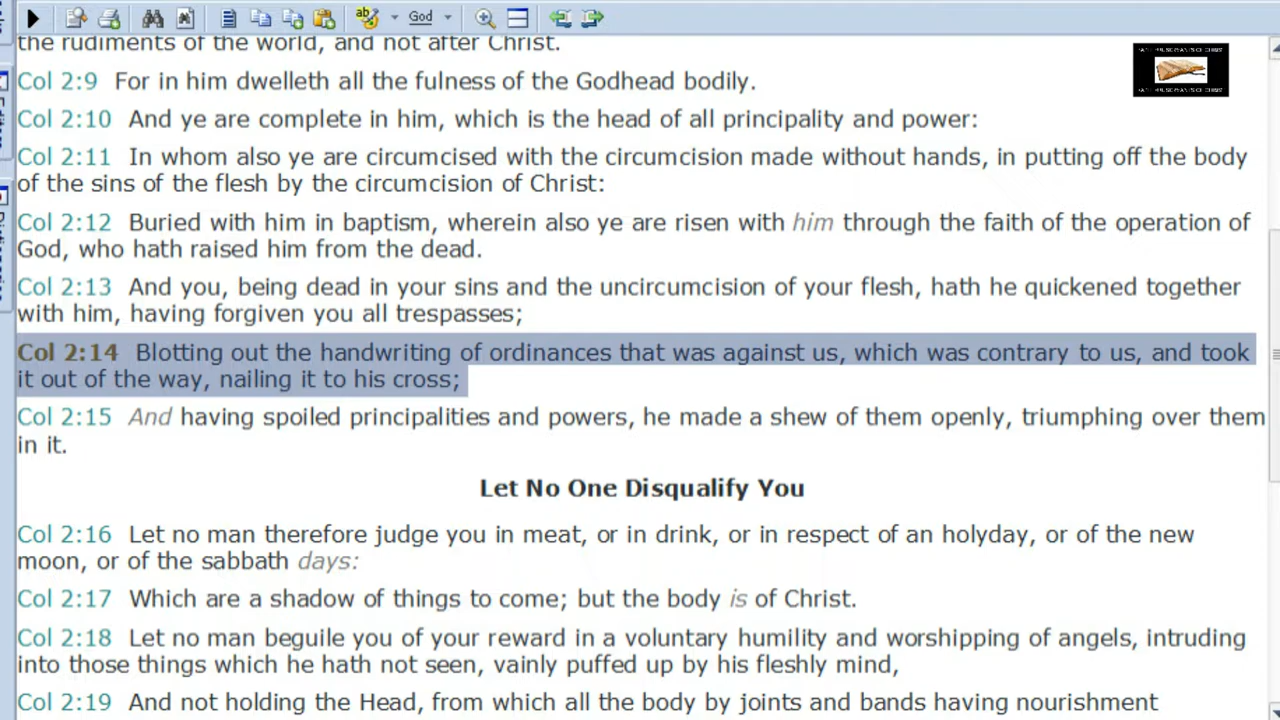 God
the rudiments of the world, and not after Christ.
Col 2:9 For in him dwelleth all the fulness of the Godhead bodily.
Col 2:10 And ye are complete in him, which is the head of all principality and power:
Col 2:11 In whom also ye are circumcised with the circumcision made without hands, in putting off the body
of the sins of the flesh by the circumcision of Christ:
Col 2:12 Buried with him in baptism, wherein also ye are risen with him through the faith of the operation of
God, who hath raised him from the dead.
Col 2:13 And you, being dead in your sins and the uncircumcision of your flesh, hath he quickened together
with him, having forgiven you all trespasses;
Col 2:14 Blotting out the handwriting of ordinances that was against us, which was contrary to us, and took
it out of the way, nailing it to his cross;
Col 2:15 And having spoiled principalities and powers, he made a shew of them openly, triumphing over them
in it.
Let No One Disqualify You
Col 2:16 Let no man therefore judge you in meat, or in drink, or in respect of an holyday, or of the new
moon, or of the sabbath days:
Col 2:17 Which are a shadow of things to come; but the body is of Christ.
Col 2:18 Let no man beguile you of your reward in a voluntary humility and worshipping of angels, intruding
into those things which he hath not seen, vainly puffed up by his fleshly mind,
Col 2:19 And not holding the Head, from which all the body by joints and bands having nourishment